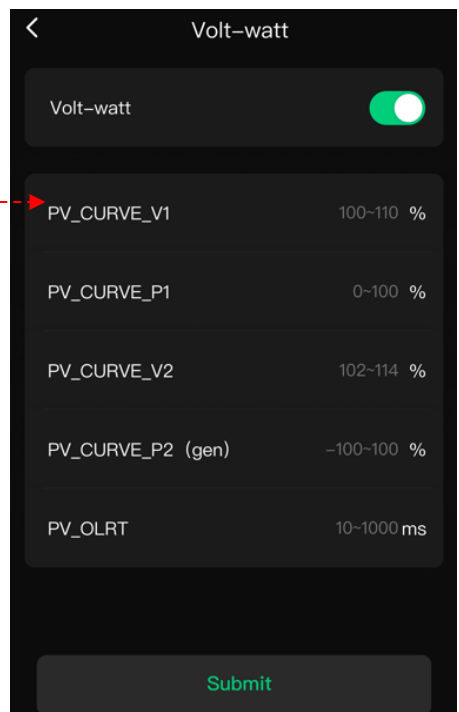 Volt-watt
Volt-watt
PV_CURVE_V1 100~110 %
PV_CURVE_P1 0~100 %
PV_CURVE_V2 102~114 %
PV_CURVE_P2 (gen) -100~100 %
PV_OLRT 10~1000 ms
Submit